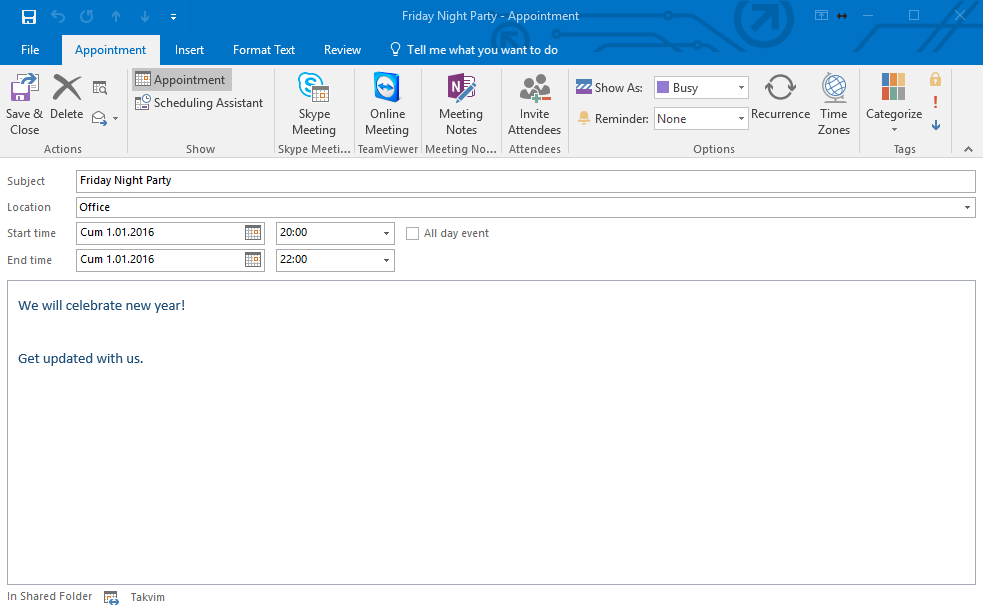 Friday Night Party - Appointment
File Appointment Insert Format Text Review Tell me what you want to do
Save & Close
Delete
Actions
Appointment
Scheduling Assistant
Show
Skype Meeting
Skype Meeti...
Online Meeting
TeamViewer
Meeting Notes
Meeting No...
Invite Attendees
Attendees
Show As: Busy
Reminder: None
Recurrence
Time Zones
Options
Categorize
Tags
Subject Friday Night Party
Location Office
Start time Cum 1.01.2016 20:00 All day event
End time Cum 1.01.2016 22:00
We will celebrate new year!
Get updated with us.
In Shared Folder Takvim